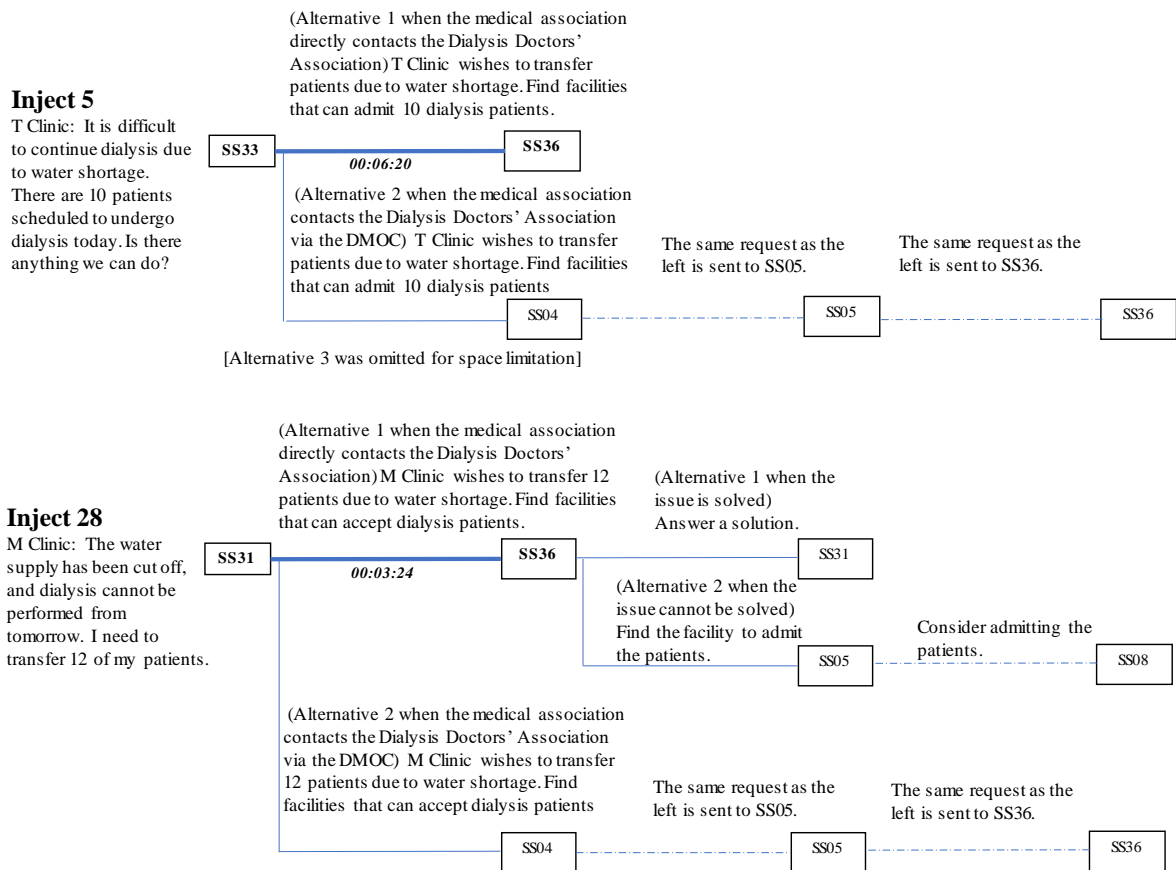 (Alternative 1 when the medical association
directly contacts the Dialysis Doctors’
Association) T Clinic wishes to transfer
patients due to water shortage. Find facilities
that can admit 10 dialysis patients.
Inject 5
T Clinic: It is difficult
to continue dialysis due
to water shortage.
There are 10 patients
scheduled to undergo
dialysis today. Is there
anything we can do?
SS33
00:06:20
SS36
(Alternative 2 when the medical association
contacts the Dialysis Doctors’ Association
via the DMOC) T Clinic wishes to transfer
patients due to water shortage. Find facilities
that can admit 10 dialysis patients
The same request as the
left is sent to SS05.
The same request as the
left is sent to SS36.
SS04
SS05
SS36
[Alternative 3 was omitted for space limitation]
(Alternative 1 when the medical association
directly contacts the Dialysis Doctors’
Association) M Clinic wishes to transfer 12
patients due to water shortage. Find facilities
that can accept dialysis patients.
(Alternative 1 when the
issue is solved)
Answer a solution.
Inject 28
M Clinic: The water
supply has been cut off,
and dialysis cannot be
performed from
tomorrow. I need to
transfer 12 of my patients.
SS31
00:03:24
SS36
SS31
(Alternative 2 when the
issue cannot be solved)
Find the facility to admit
the patients.
Consider admitting the
patients.
SS05
SS08
(Alternative 2 when the medical association
contacts the Dialysis Doctors’ Association
via the DMOC) M Clinic wishes to transfer
12 patients due to water shortage. Find
facilities that can accept dialysis patients
The same request as the
left is sent to SS05.
The same request as the
left is sent to SS36.
SS04
SS05
SS36